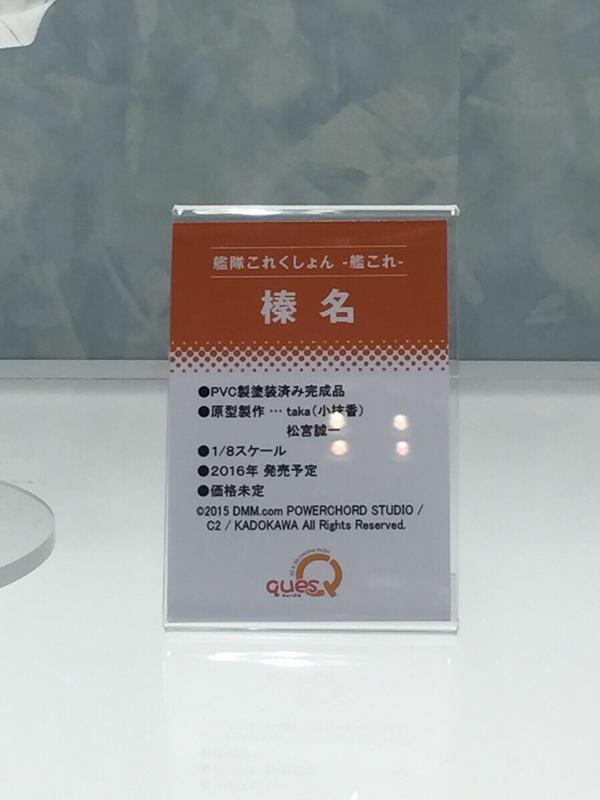 艦隊これくしょん -艦これ-
榛名
●PVC製塗装済み完成品
●原型製作 … taka(小抹香)
松宮誠一
●1/8スケール
●2016年 発売予定
●価格未定
©2015 DMM.com POWERCHORD STUDIO /
C2 / KADOKAWA All Rights Reserved.
quesQ